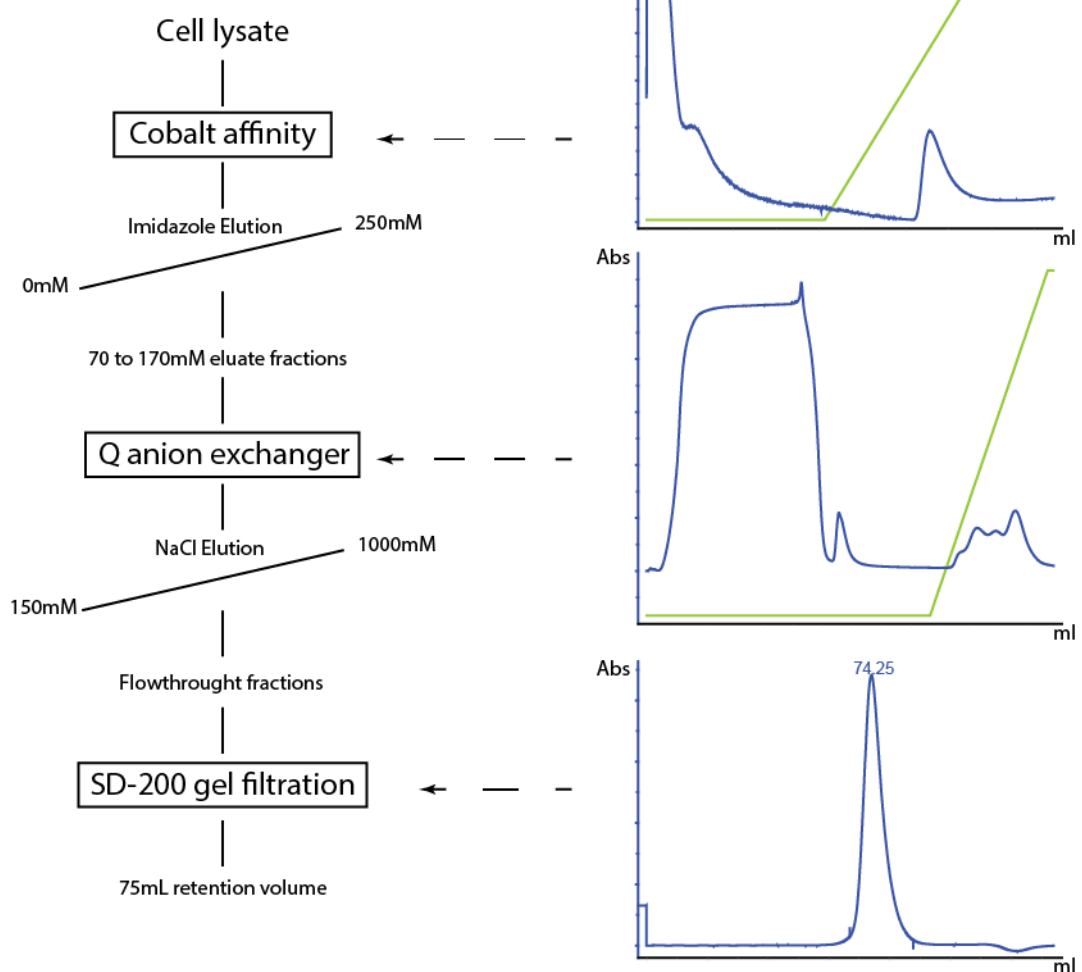 Cell lysate
Cobalt affinity
Imidazole Elution
250mM
0mM
70 to 170mM eluate fractions
Q anion exchanger
NaCl Elution
1000mM
150mM
Flowthrought fractions
SD-200 gel filtration
75mL retention volume
ml
Abs
ml
Abs
74.25
ml